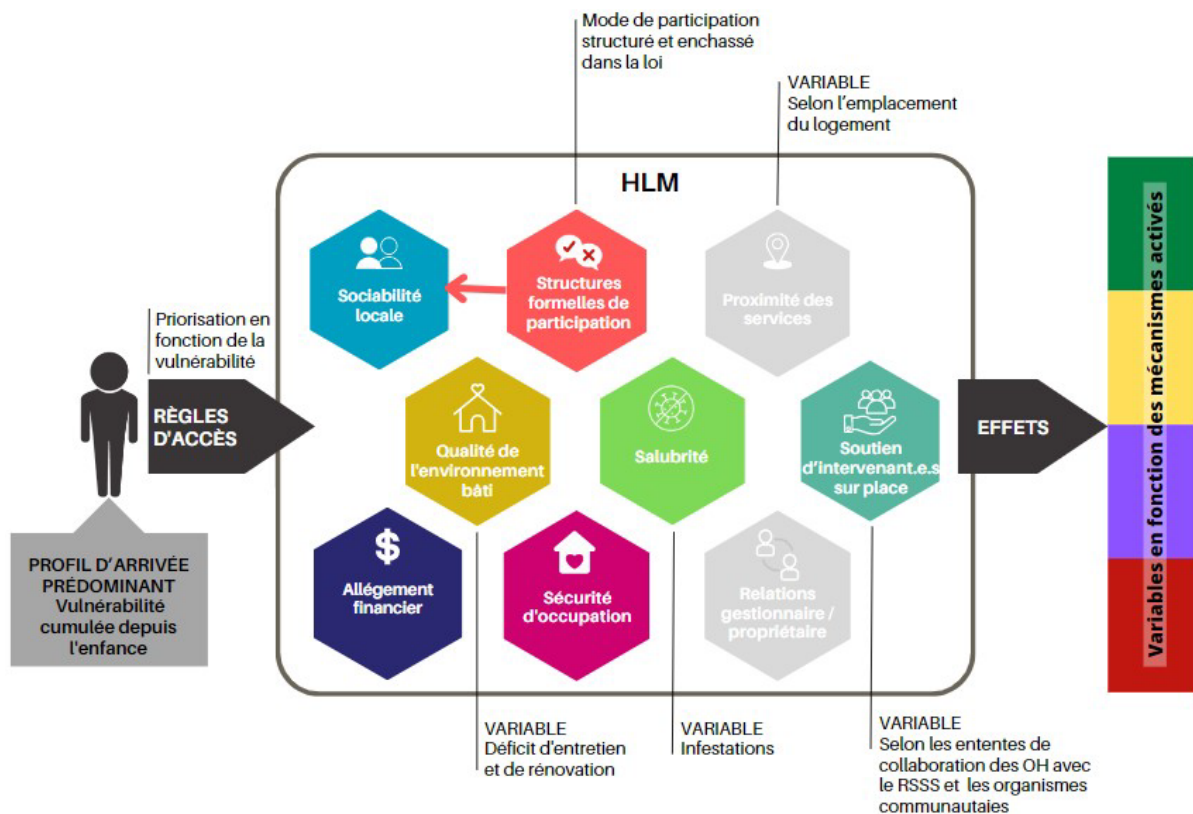 Mode de participation
structuré et enchassé
dans la loi
VARIABLE
Selon l'emplacement
du logement
HLM
Sociabilité
locale
Structures
formelles de
participation
Proximité des
services
Priorisation en
fonction de la
vulnérabilité
RÈGLES
D'ACCÈS
Qualité de
l'environnement
bâti
Salubrité
Soutien
d'intervenant.e.s
sur place
EFFETS
Variables en fonction des mécanismes activés
PROFIL D'ARRIVÉE
PRÉDOMINANT
Vulnérabilité
cumulée depuis
l'enfance
$
Allégement
financier
Sécurité
d'occupation
Relations
gestionnaire /
propriétaire
VARIABLE
Déficit d'entretien
et de rénovation
VARIABLE
Infestations
VARIABLE
Selon les ententes de
collaboration des OH avec
le RSSS et les organismes
communautaies